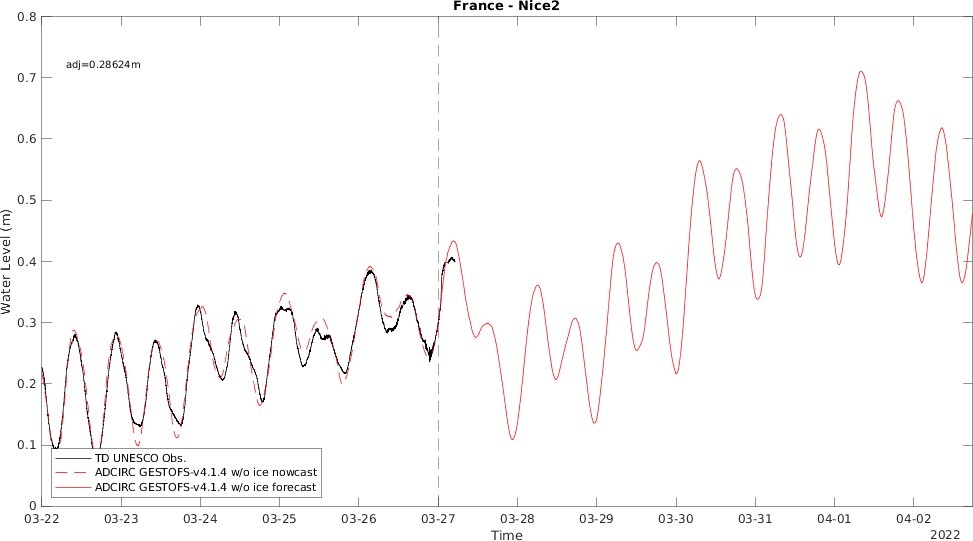 France - Nice2
adj=0.28624m
Water Level (m)
0.8
0.7
0.6
0.5
0.4
0.3
0.2
0.1
0
TD UNESCO Obs.
ADCIRC GESTOFS-v4.1.4 w/o ice nowcast
ADCIRC GESTOFS-v4.1.4 w/o ice forecast
03-22 03-23 03-24 03-25 03-26 03-27 03-28 03-29 03-30 03-31 04-01 04-02
Time
2022